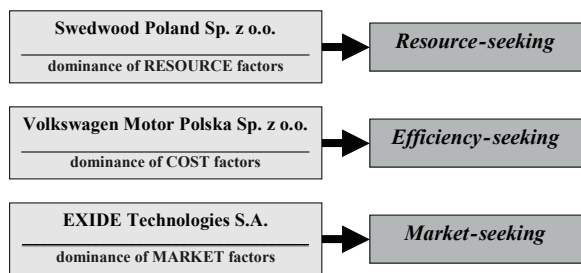 Swedwood Poland Sp. z o.o.
dominance of RESOURCE factors
Resource-seeking
Volkswagen Motor Polska Sp. z o.o.
dominance of COST factors
Efficiency-seeking
EXIDE Technologies S.A.
dominance of MARKET factors
Market-seeking